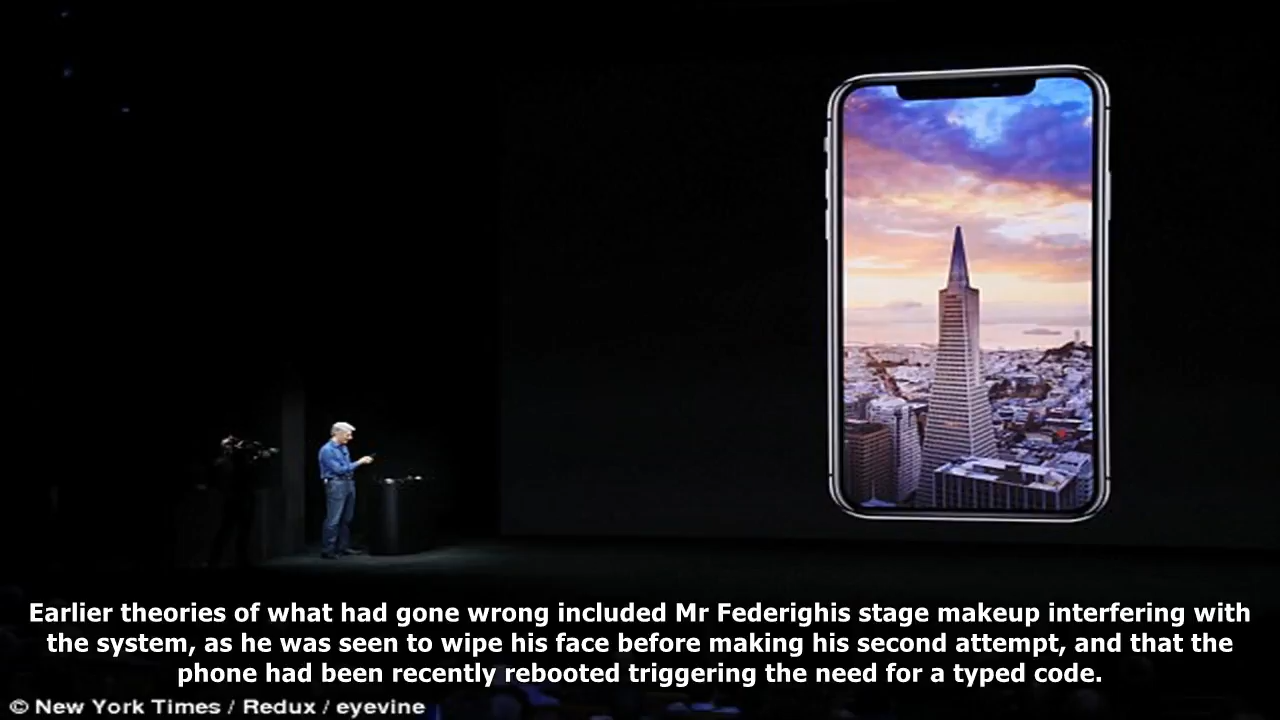 Earlier theories of what had gone wrong included Mr Federighis stage makeup interfering with
the system, as he was seen to wipe his face before making his second attempt, and that the
phone had been recently rebooted triggering the need for a typed code.
© New York Times / Redux / eyevine